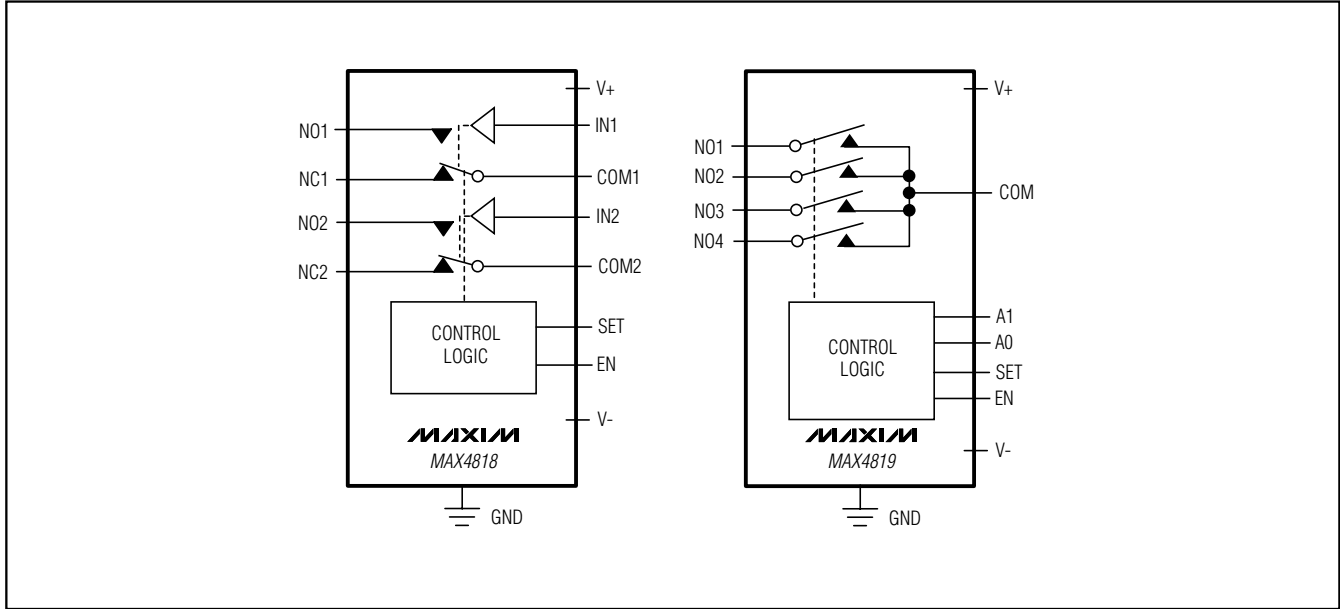 V+
NO1
IN1
NC1
COM1
NO2
IN2
NC2
COM2
CONTROL
LOGIC
SET
EN
V-
MAXIM
MAX4818
GND
V+
NO1
NO2
COM
NO3
NO4
CONTROL
LOGIC
A1
A0
SET
EN
V-
MAXIM
MAX4819
GND